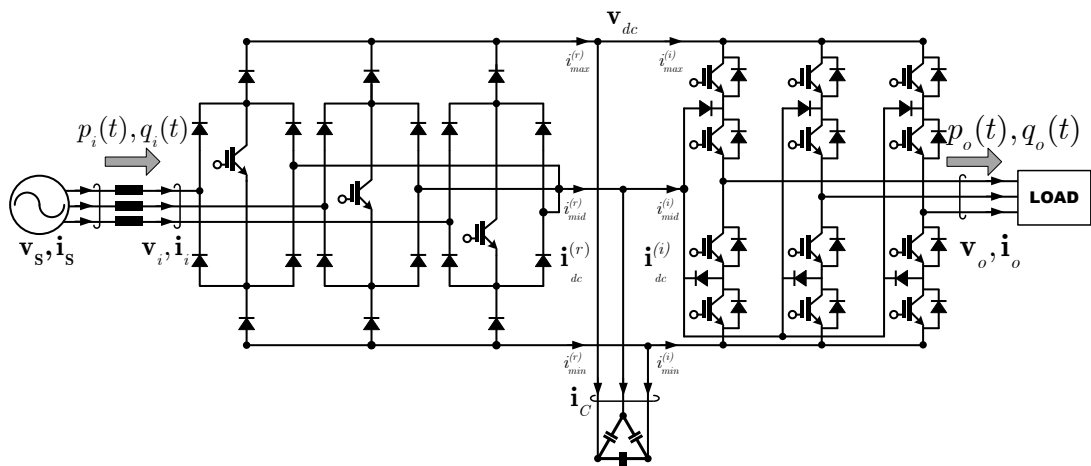 v_dc
i_max^(r)
i_max^(i)
p_i(t), q_i(t)
p_o(t), q_o(t)
LOAD
i_mid^(r)
i_mid^(i)
v_S, i_S
v_i, i_i
i_dc^(r)
i_dc^(i)
v_o, i_o
i_min^(r)
i_min^(i)
i_C